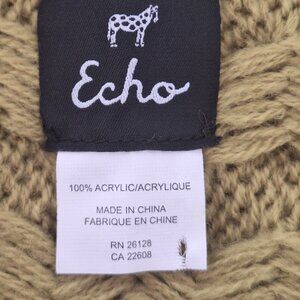 Echo
100% ACRYLIC/ACRYLIQUE
MADE IN CHINA
FABRIQUE EN CHINE
RN 26128
CA 22608